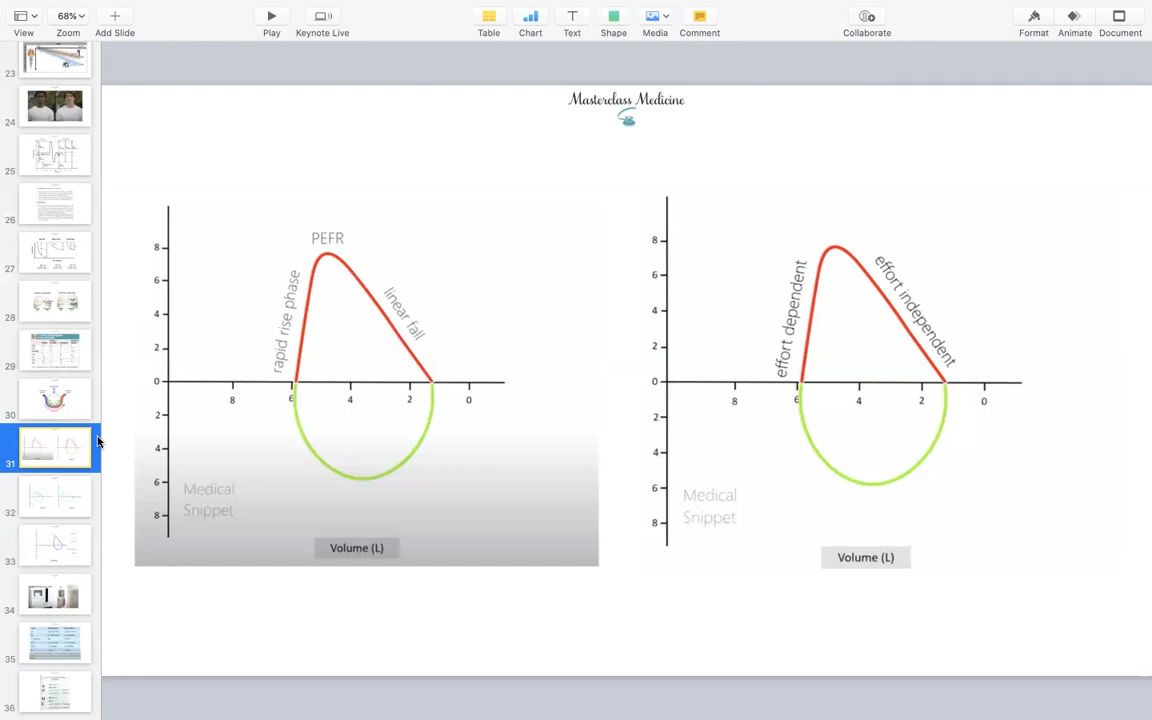 68%
View
Zoom
Add Slide
Play
Keynote Live
Table
Chart
Text
Shape
Media
Comment
Collaborate
Format
Animate
Document
23
24
25
26
27
28
29
30
31
32
33
34
35
36
Masterclass Medicine
PEFR
rapid rise phase
linear fall
8
6
4
2
0
2
4
6
8
8
6
4
2
0
Medical
Snippet
Volume (L)
effort dependent
effort independent
8
6
4
2
0
2
4
6
8
8
6
4
2
0
Medical
Snippet
Volume (L)